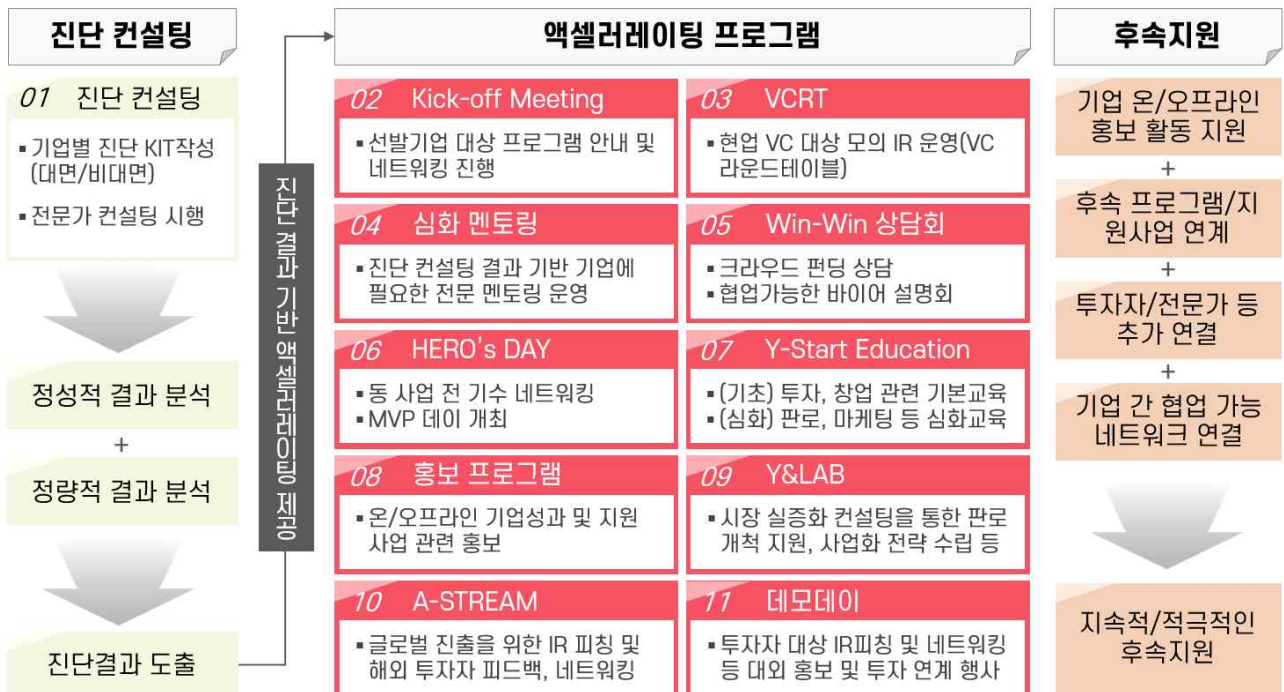 진단 컨설팅
01 진단 컨설팅
▪ 기업별 진단 KIT작성
(대면/비대면)
▪ 전문가 컨설팅 시행
정성적 결과 분석
+
정량적 결과 분석
진단결과 도출
진단 결과 기반 액셀러레이팅 제공
액셀러레이팅 프로그램
02 Kick-off Meeting
▪ 선발기업 대상 프로그램 안내 및
네트워킹 진행
03 VCRT
▪ 현업 VC 대상 모의 IR 운영(VC
라운드테이블)
04 심화 멘토링
▪ 진단 컨설팅 결과 기반 기업에
필요한 전문 멘토링 운영
05 Win-Win 상담회
▪ 크라우드 펀딩 상담
▪ 협업가능한 바이어 설명회
06 HERO's DAY
▪ 동 사업 전 기수 네트워킹
▪ MVP 데이 개최
07 Y-Start Education
▪ (기초) 투자, 창업 관련 기본교육
▪ (심화) 판로, 마케팅 등 심화교육
08 홍보 프로그램
▪ 온/오프라인 기업성과 및 지원
사업 관련 홍보
09 Y&LAB
▪ 시장 실증화 컨설팅을 통한 판로
개척 지원, 사업화 전략 수립 등
10 A-STREAM
▪ 글로벌 진출을 위한 IR 피칭 및
해외 투자자 피드백, 네트워킹
11 데모데이
▪ 투자자 대상 IR피칭 및 네트워킹
등 대외 홍보 및 투자 연계 행사
후속지원
기업 온/오프라인
홍보 활동 지원
+
후속 프로그램/지
원사업 연계
+
투자자/전문가 등
추가 연결
+
기업 간 협업 가능
네트워크 연결
지속적/적극적인
후속지원